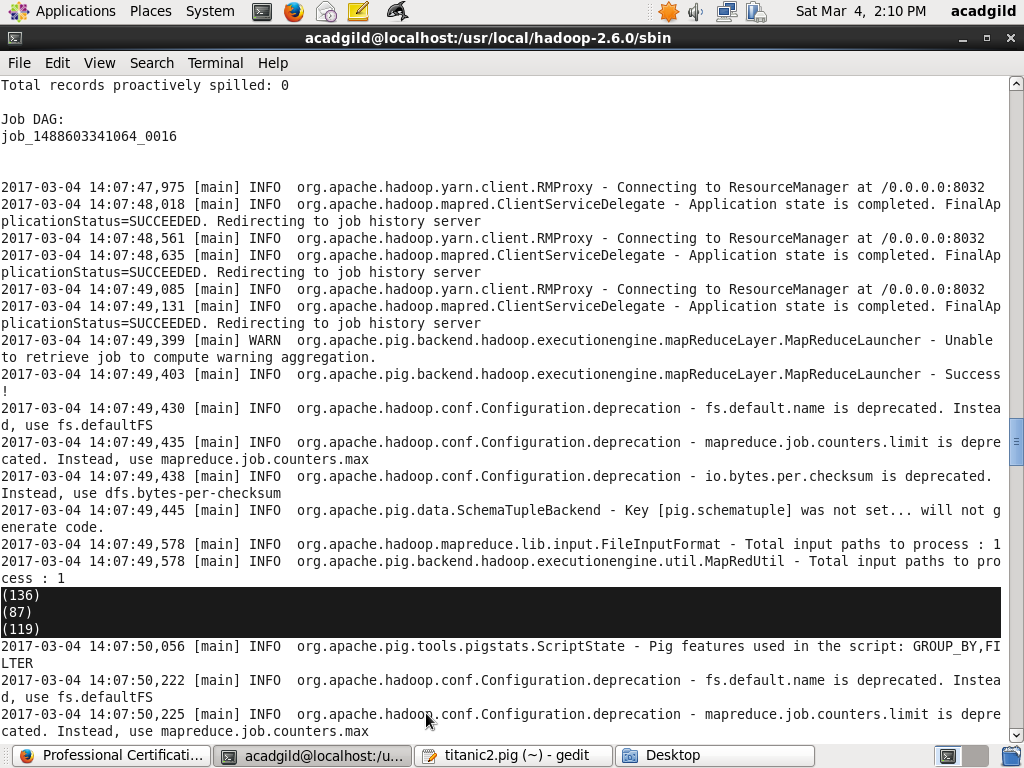 Applications Places System Sat Mar 4, 2:10 PM acadgild
acadgild@localhost:/usr/local/hadoop-2.6.0/sbin
File Edit View Search Terminal Help
Total records proactively spilled: 0
Job DAG:
job_1488603341064_0016
2017-03-04 14:07:47,975 [main] INFO  org.apache.hadoop.yarn.client.RMProxy - Connecting to ResourceManager at /0.0.0.0:8032
2017-03-04 14:07:48,018 [main] INFO  org.apache.hadoop.mapred.ClientServiceDelegate - Application state is completed. FinalAp
plicationStatus=SUCCEEDED. Redirecting to job history server
2017-03-04 14:07:48,561 [main] INFO  org.apache.hadoop.yarn.client.RMProxy - Connecting to ResourceManager at /0.0.0.0:8032
2017-03-04 14:07:48,635 [main] INFO  org.apache.hadoop.mapred.ClientServiceDelegate - Application state is completed. FinalAp
plicationStatus=SUCCEEDED. Redirecting to job history server
2017-03-04 14:07:49,085 [main] INFO  org.apache.hadoop.yarn.client.RMProxy - Connecting to ResourceManager at /0.0.0.0:8032
2017-03-04 14:07:49,131 [main] INFO  org.apache.hadoop.mapred.ClientServiceDelegate - Application state is completed. FinalAp
plicationStatus=SUCCEEDED. Redirecting to job history server
2017-03-04 14:07:49,399 [main] WARN  org.apache.pig.backend.hadoop.executionengine.mapReduceLayer.MapReduceLauncher - Unable
to retrieve job to compute warning aggregation.
2017-03-04 14:07:49,403 [main] INFO  org.apache.pig.backend.hadoop.executionengine.mapReduceLayer.MapReduceLauncher - Success
!
2017-03-04 14:07:49,430 [main] INFO  org.apache.hadoop.conf.Configuration.deprecation - fs.default.name is deprecated. Instea
d, use fs.defaultFS
2017-03-04 14:07:49,435 [main] INFO  org.apache.hadoop.conf.Configuration.deprecation - mapreduce.job.counters.limit is depre
cated. Instead, use mapreduce.job.counters.max
2017-03-04 14:07:49,438 [main] INFO  org.apache.hadoop.conf.Configuration.deprecation - io.bytes.per.checksum is deprecated.
Instead, use dfs.bytes-per-checksum
2017-03-04 14:07:49,445 [main] INFO  org.apache.pig.data.SchemaTupleBackend - Key [pig.schematuple] was not set... will not g
enerate code.
2017-03-04 14:07:49,578 [main] INFO  org.apache.hadoop.mapreduce.lib.input.FileInputFormat - Total input paths to process : 1
2017-03-04 14:07:49,578 [main] INFO  org.apache.pig.backend.hadoop.executionengine.util.MapRedUtil - Total input paths to pro
cess : 1
(136)
(87)
(119)
2017-03-04 14:07:50,056 [main] INFO  org.apache.pig.tools.pigstats.ScriptState - Pig features used in the script: GROUP_BY,FI
LTER
2017-03-04 14:07:50,222 [main] INFO  org.apache.hadoop.conf.Configuration.deprecation - fs.default.name is deprecated. Instea
d, use fs.defaultFS
2017-03-04 14:07:50,225 [main] INFO  org.apache.hadoop.conf.Configuration.deprecation - mapreduce.job.counters.limit is depre
cated. Instead, use mapreduce.job.counters.max
Professional Certificati... acadgild@localhost:/u... titanic2.pig (~) - gedit Desktop